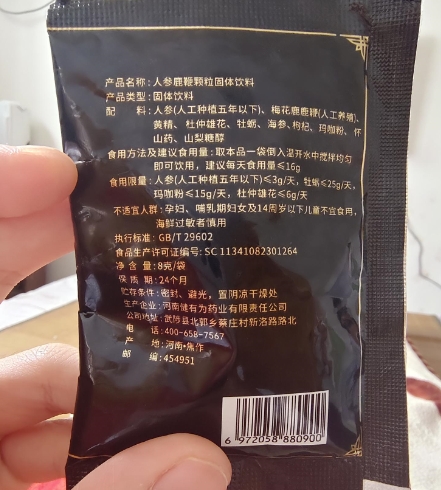 产品名称:人参鹿鞭颗粒固体饮料
产品类型:固体饮料
配 料:人参(人工种植五年以下)、梅花鹿鹿鞭(人工养殖)、
黄精、杜仲雄花、牡蛎、海参、枸杞、玛咖粉、怀
山药、山梨糖醇
食用方法及建议食用量:取本品一袋倒入温开水中搅拌均匀
即可饮用,建议每天食用量≤16g
食用限量:人参(人工种植五年以下)≤3g/天,牡蛎≤25g/天,
玛咖粉≤15g/天,杜仲雄花≤6g/天
不适宜人群:孕妇、哺乳期妇女及14周岁以下儿童不宜食用,
海鲜过敏者慎用
执行标准:GB/T 29602
食品生产许可证编号:SC 11341082301264
净 含 量:8克/袋
保 质 期:24个月
贮存条件:密封、避光,置阴凉干燥处
生产企业:河南健有为药业有限责任公司
公司地址:武陟县北郭乡蔡庄村新洛路路北
电 话:400-658-7567
产 地:河南·焦作
邮 编:454951
6 972058 880900